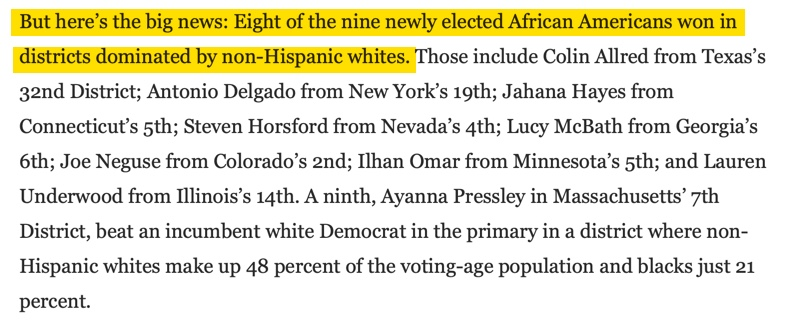 But here’s the big news: Eight of the nine newly elected African Americans won in
districts dominated by non-Hispanic whites. Those include Colin Allred from Texas’s
32nd District; Antonio Delgado from New York’s 19th; Jahana Hayes from
Connecticut’s 5th; Steven Horsford from Nevada’s 4th; Lucy McBath from Georgia’s
6th; Joe Neguse from Colorado’s 2nd; Ilhan Omar from Minnesota’s 5th; and Lauren
Underwood from Illinois’s 14th. A ninth, Ayanna Pressley in Massachusetts’ 7th
District, beat an incumbent white Democrat in the primary in a district where non-
Hispanic whites make up 48 percent of the voting-age population and blacks just 21
percent.